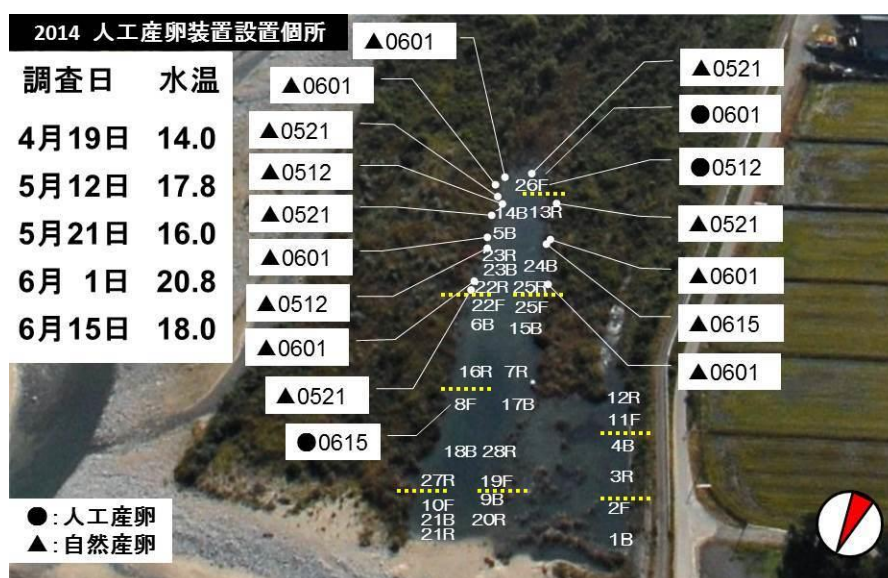 2014 人工産卵装置設置個所
調査日 水温
4月19日 14.0
5月12日 17.8
5月21日 16.0
6月 1日 20.8
6月15日 18.0
▲0601
▲0601
▲0521
▲0512
▲0521
▲0601
▲0512
▲0601
▲0521
●0615
▲0521
●0601
●0512
▲0521
▲0601
▲0615
▲0601
26F
14B 13R
5B
23R
23B 24B
22R 25R
22F 25F
6B 15B
16R 7R
8F 17B
12R
11F
4B
18B 28R
27R 19F
3R
10F 9B
2F
21B 20R
21R
1B
●:人工産卵
▲:自然産卵